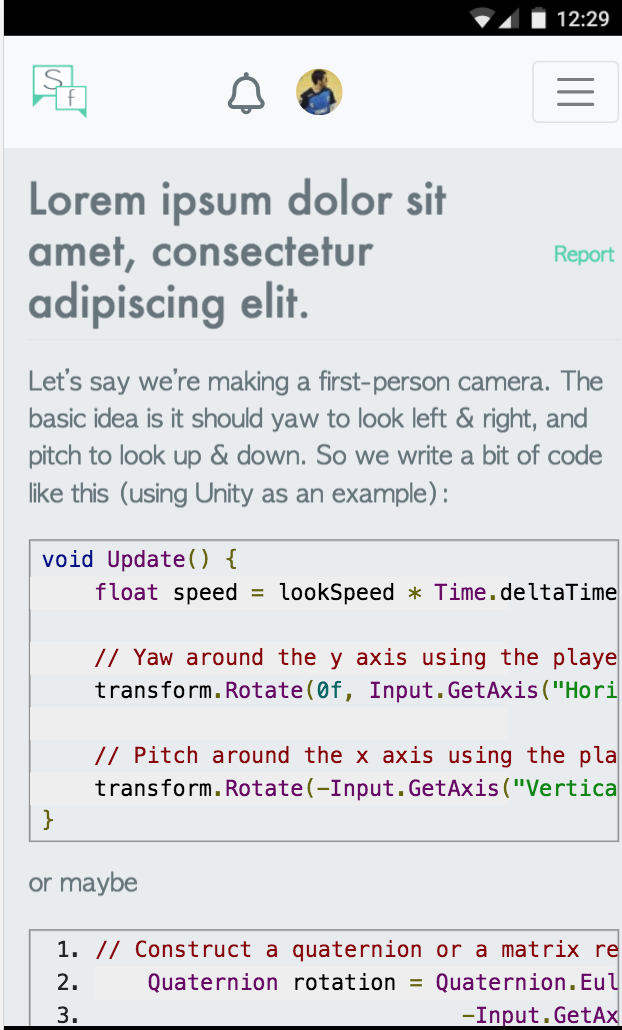 12:29
S
f
Lorem ipsum dolor sit
amet, consectetur
adipiscing elit.
Report
Let's say we're making a first-person camera. The
basic idea is it should yaw to look left & right, and
pitch to look up & down. So we write a bit of code
like this (using Unity as an example):
void Update() {
    float speed = lookSpeed * Time.deltaTime
    // Yaw around the y axis using the playe
    transform.Rotate(0f, Input.GetAxis("Hori
    // Pitch around the x axis using the pla
    transform.Rotate(-Input.GetAxis("Vertica
}
or maybe
1. // Construct a quaternion or a matrix re
2.     Quaternion rotation = Quaternion.Eul
3.                             -Input.GetAx